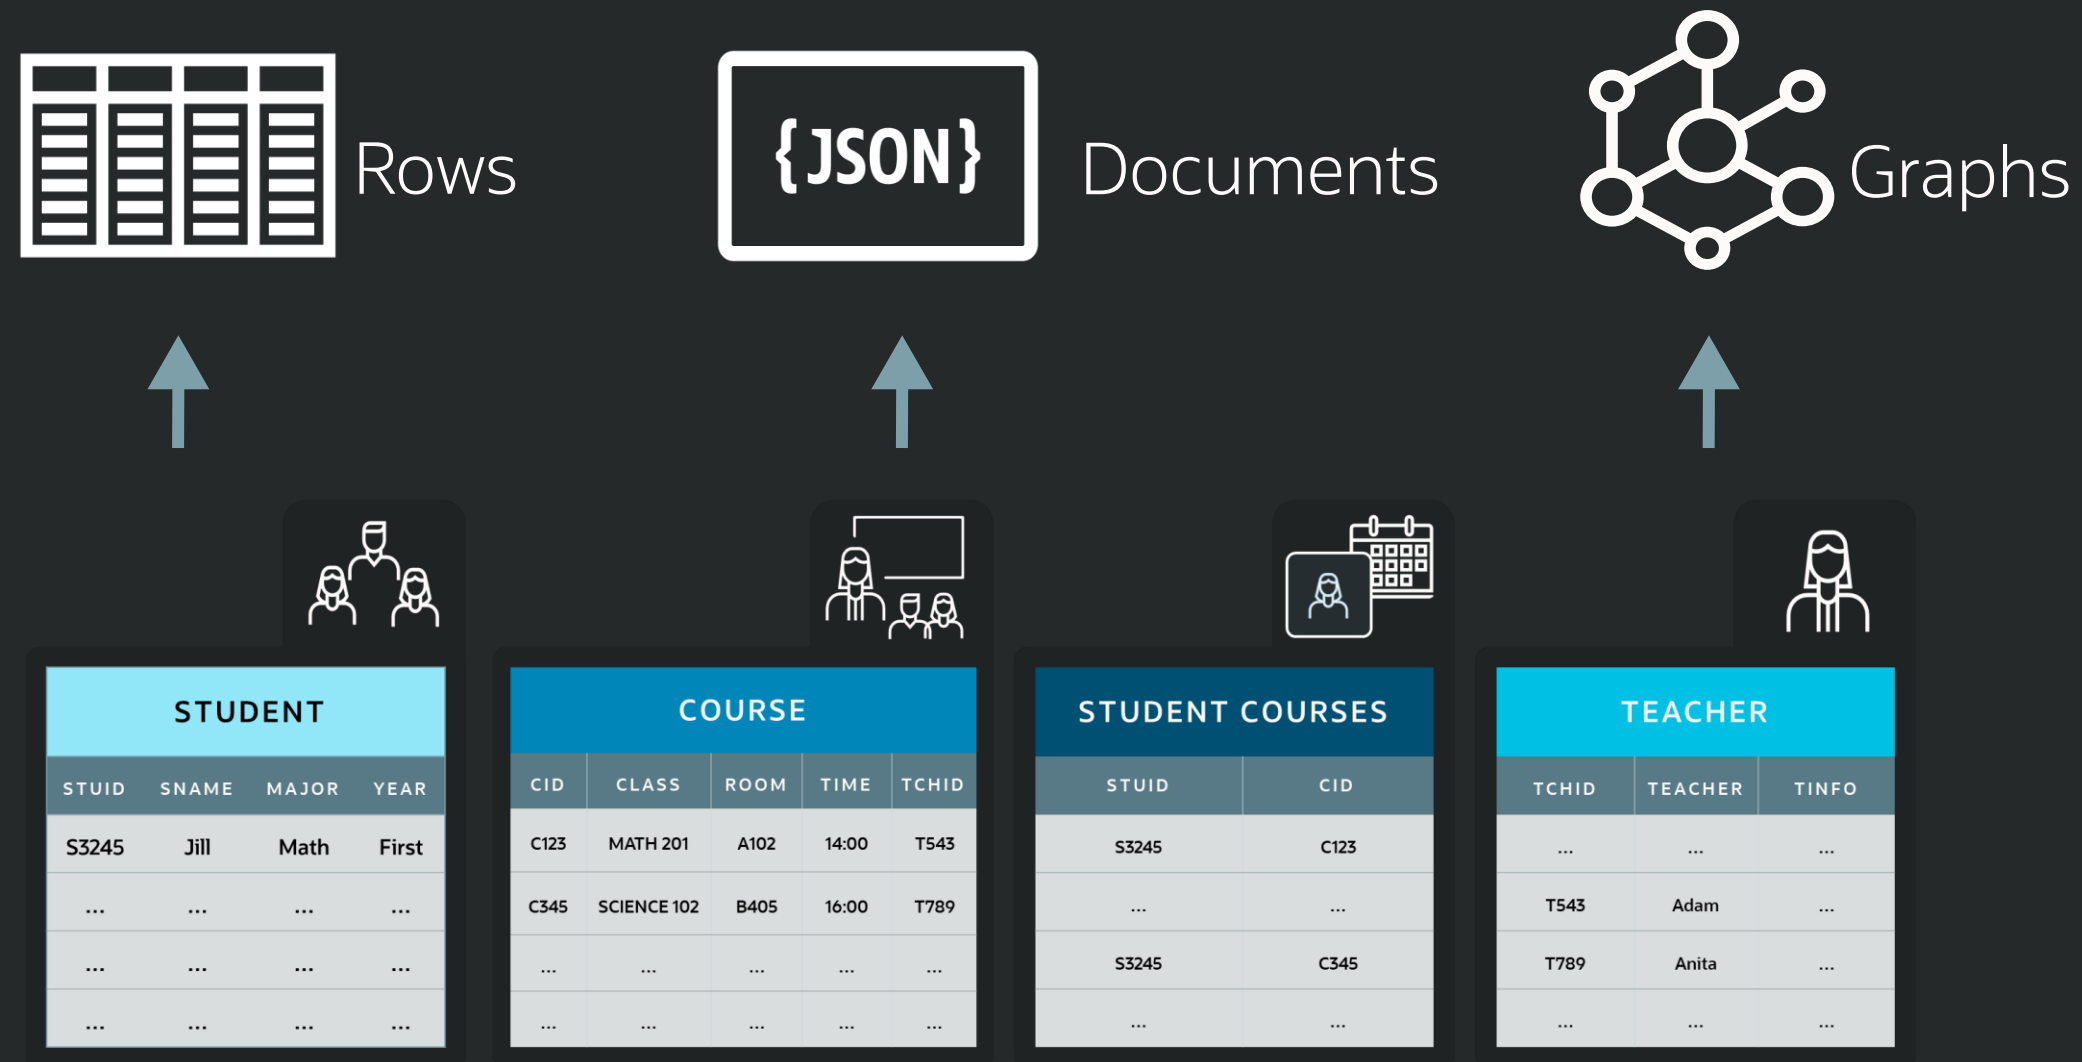 Rows
{JSON}
Documents
Graphs
STUDENT
STUID SNAME MAJOR YEAR
S3245 Jill Math First
... ... ... ...
... ... ... ...
... ... ... ...
COURSE
CID CLASS ROOM TIME TCHID
C123 MATH 201 A102 14:00 T543
C345 SCIENCE 102 B405 16:00 T789
... ... ... ... ...
... ... ... ... ...
STUDENT COURSES
STUID CID
S3245 C123
... ...
S3245 C345
... ...
TEACHER
TCHID TEACHER TINFO
... ... ...
T543 Adam ...
T789 Anita ...
... ... ...